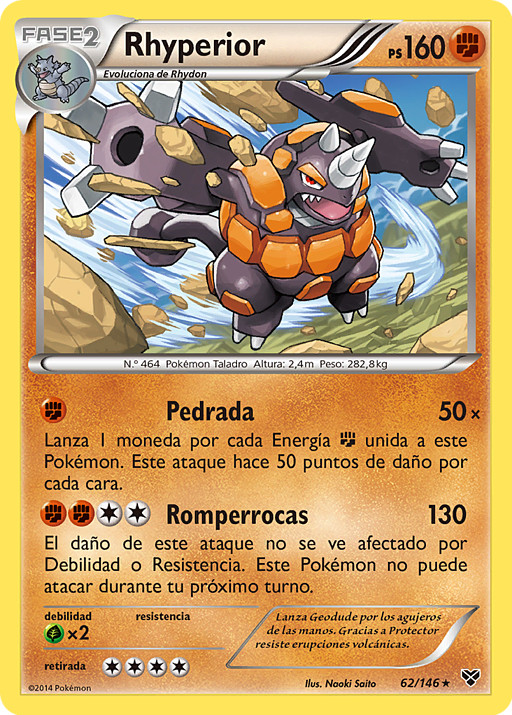 FASE2
Rhyperior
PS160
Evoluciona de Rhydon
N.º 464 Pokémon Taladro Altura: 2,4m Peso: 282,8kg
Pedrada 50×
Lanza 1 moneda por cada Energía unida a este
Pokémon. Este ataque hace 50 puntos de daño por
cada cara.
Romperrocas 130
El daño de este ataque no se ve afectado por
Debilidad o Resistencia. Este Pokémon no puede
atacar durante tu próximo turno.
debilidad resistencia
×2
Lanza Geodude por los agujeros
de las manos. Gracias a Protector
resiste erupciones volcánicas.
retirada
©2014 Pokémon
Ilus. Naoki Saito
62/146 ★